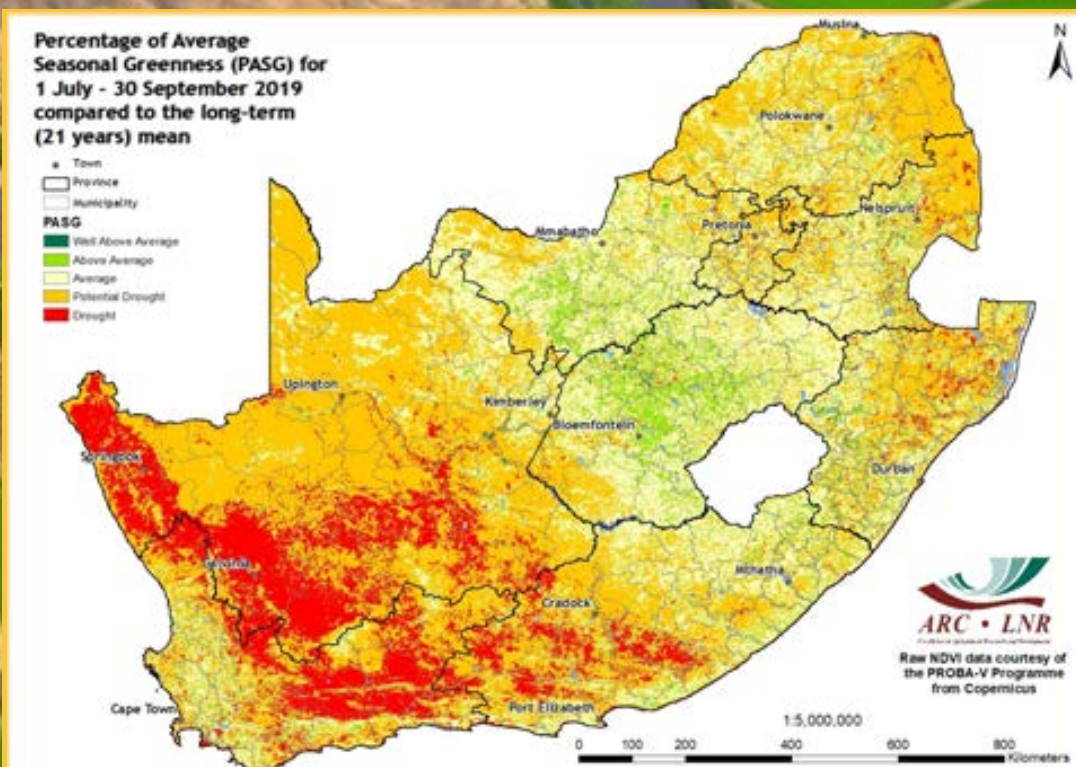 Percentage of Average
Seasonal Greenness (PASG) for
1 July - 30 September 2019
compared to the long-term
(21 years) mean
Town
Province
Municipality
PASG
Well Above Average
Above Average
Average
Potential Drought
Drought
N
Musina
Polokwane
Nelspruit
Pretoria
Mmabatho
Upington
Kimberley
Bloemfontein
Springbok
Durban
Calvinia
Mthatha
Cradock
Cape Town
Port Elizabeth
ARC • LNR
Raw NDVI data courtesy of
the PROBA-V Programme
from Copernicus
1:5,000,000
0 100 200 400 600 800
Kilometers